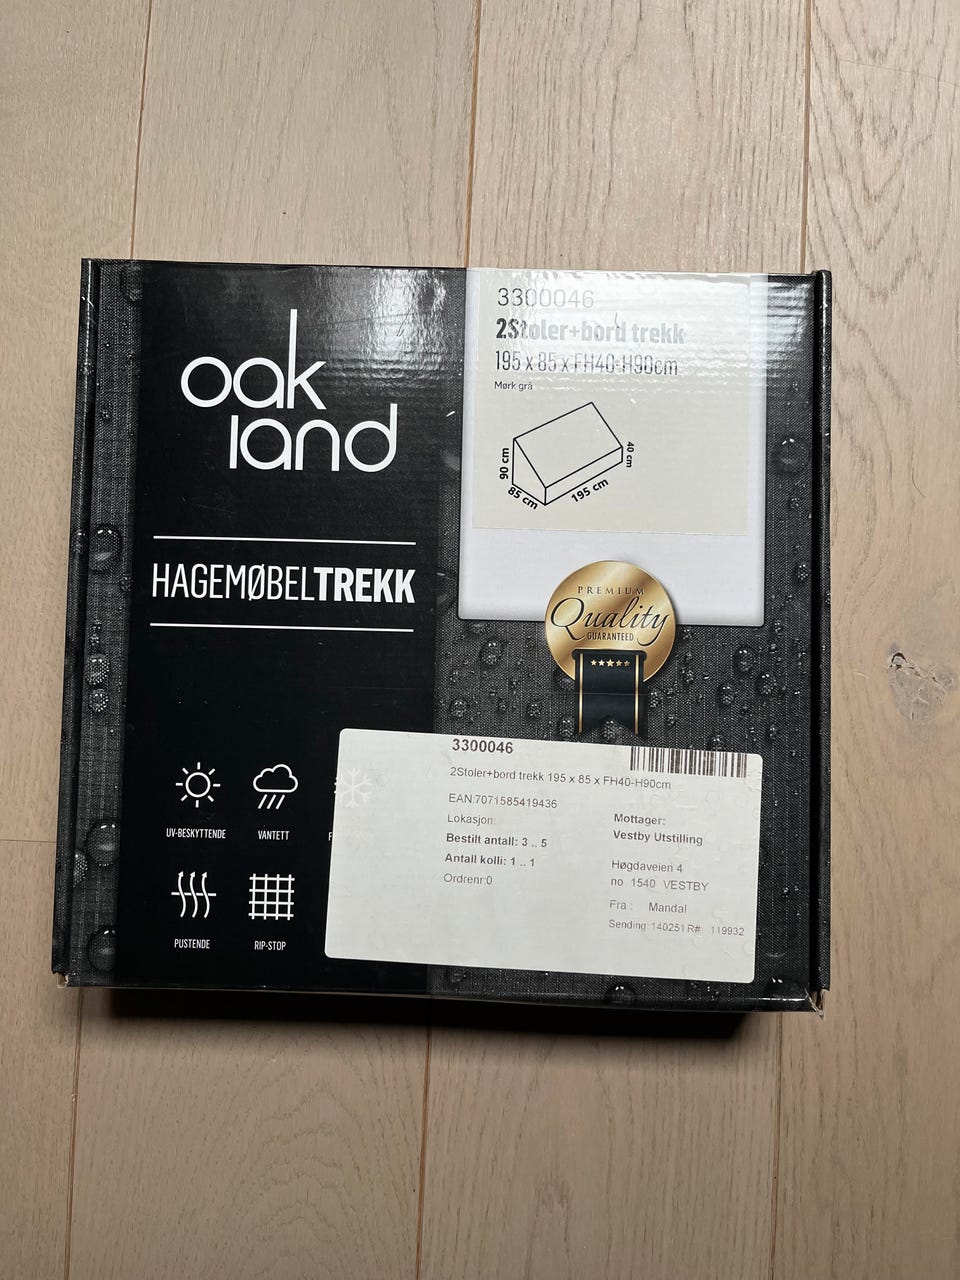 oak
land
HAGEMØBELTREKK
3300046
2Stoler+bord trekk
195 x 85 x FH40-H90cm
Mørk grå
90 cm
85 cm
195 cm
40 cm
PREMIUM
Quality
GUARANTEED
UV-BESKYTTENDE
VANTETT
PUSTENDE
RIP-STOP
3300046
2Stoler+bord trekk 195 x 85 x FH40-H90cm
EAN:7071585419436
Lokasjon:
Bestilt antall: 3 .. 5
Antall kolli: 1 .. 1
Ordrenr:0
Mottager:
Vestby Utstilling
Høgdaveien 4
no 1540 VESTBY
Fra : Mandal
Sending: 140251 R# 119932